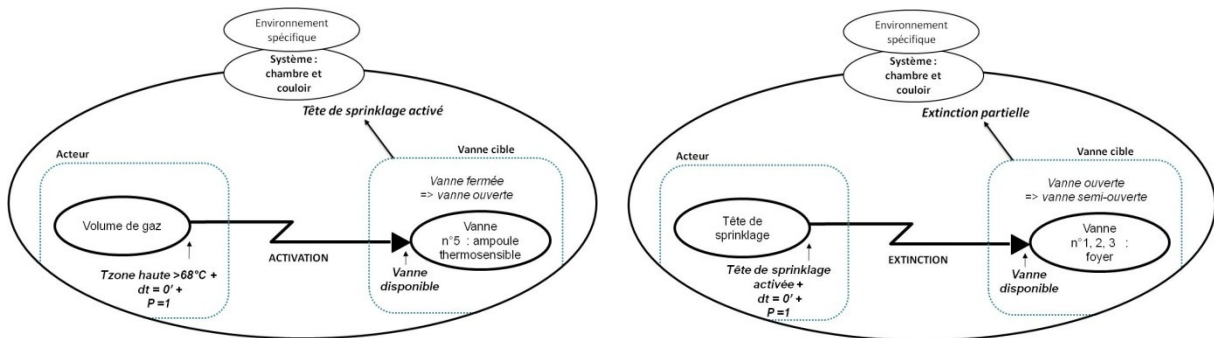 Environnement
spécifique
Système :
chambre et
couloir
Tête de sprinklage activé
Acteur
Vanne cible
Vanne fermée
=> vanne ouverte
Volume de gaz
Vanne
n°5 : ampoule
thermosensible
ACTIVATION
Tzone haute >68°C +
dt = 0' +
P =1
Vanne
disponible
Environnement
spécifique
Système :
chambre et
couloir
Extinction partielle
Acteur
Vanne cible
Vanne ouverte
=> vanne semi-ouverte
Tête de
sprinklage
Vanne
n°1, 2, 3 :
foyer
EXTINCTION
Tête de sprinklage
activée +
dt = 0' +
P =1
Vanne
disponible